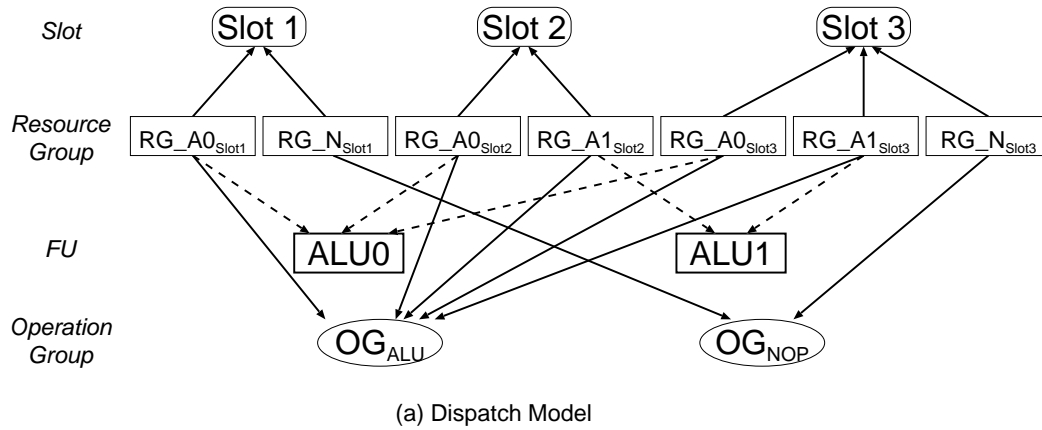 Slot Slot 1 Slot 2 Slot 3
Resource
Group
RG_A0Slot1 RG_NSlot1 RG_A0Slot2 RG_A1Slot2 RG_A0Slot3 RG_A1Slot3 RG_NSlot3
FU ALU0 ALU1
Operation
Group
OGALU OGNOP
(a) Dispatch Model